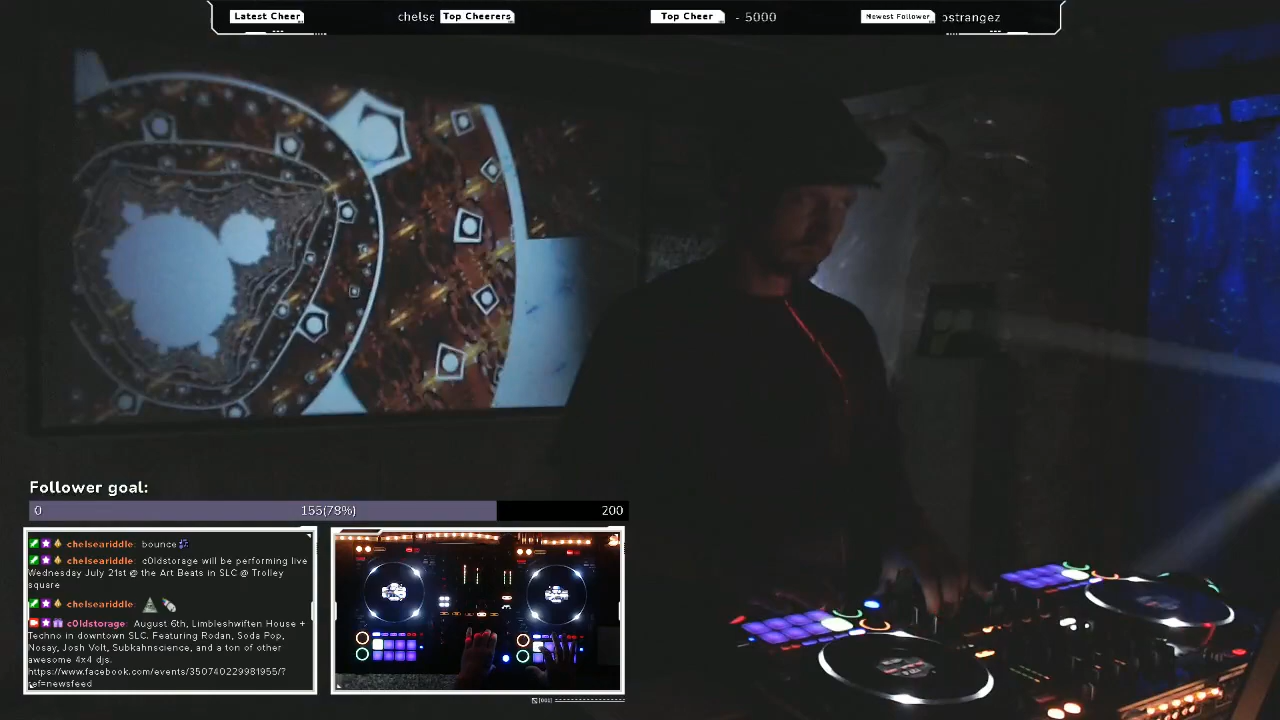 Latest Cheer
chelse
Top Cheerers
Top Cheer
- 5000
Newest Follower
ostrangez
Follower goal:
0
155(78%)
200
chelseariddle: bounce
chelseariddle: c0ldstorage will be performing live
Wednesday July 21st @ the Art Beats in SLC @ Trolley
square
chelseariddle:
c0ldstorage: August 6th, Limbleshwiften House +
Techno in downtown SLC. Featuring Rodan, Soda Pop,
Nosay, Josh Volt, Subkahnscience, and a ton of other
awesome 4x4 djs.
https://www.facebook.com/events/350740229981955/?
ref=newsfeed